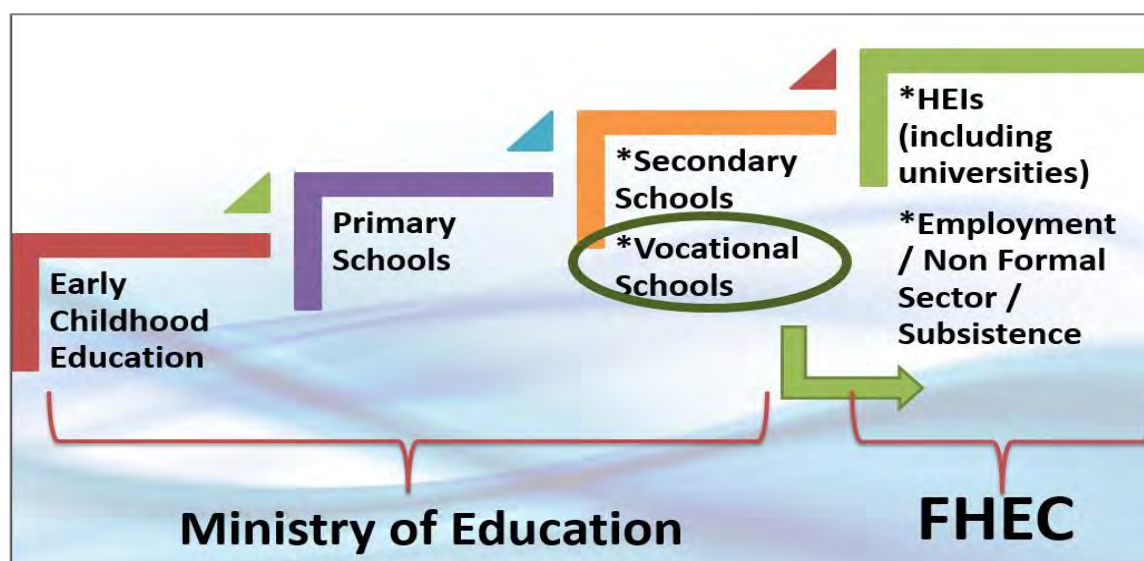 Early
Childhood
Education
Primary
Schools
*Secondary
Schools
*Vocational
Schools
*HEIs
(including
universities)
*Employment
/ Non Formal
Sector /
Subsistence
Ministry of Education
FHEC